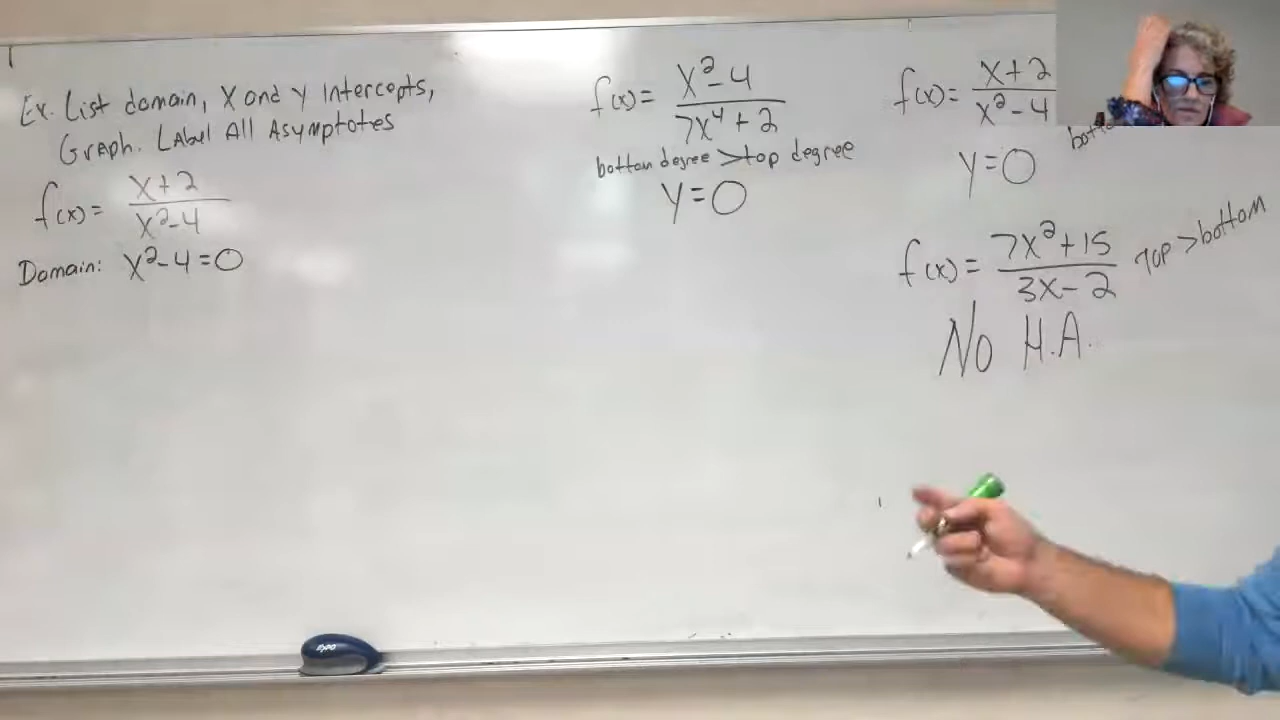 Ex. List domain, X and Y Intercepts,
Graph. Label All Asymptotes
f(x) = x+2 / x²-4
Domain: x²-4=0
f(x) = x²-4 / 7x⁴+2
bottom degree > top degree
y=0
f(x) = x+2 / x²-4
y=0
f(x) = 7x²+15 / 3x-2
Top > bottom
No H.A.
EXPO